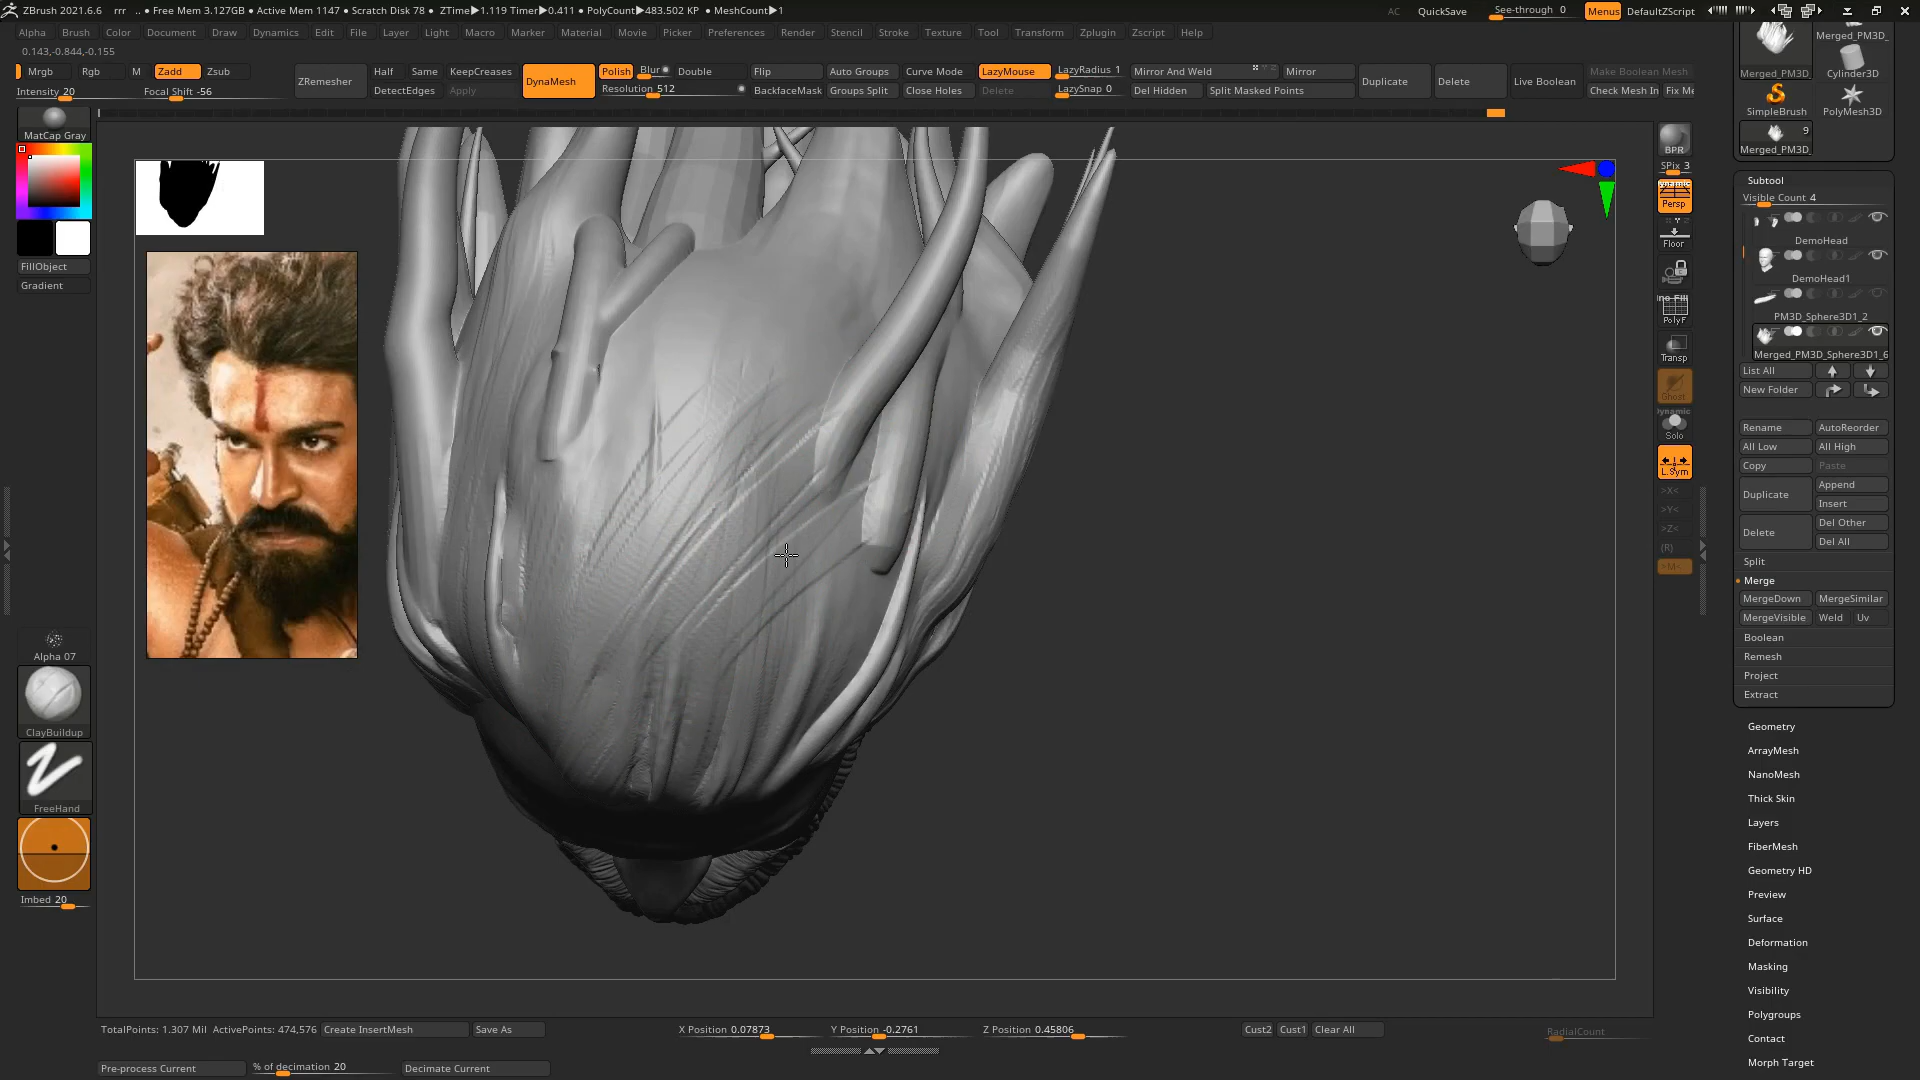 ZBrush 2021.6.6 rrr .. • Free Mem 3.127GB • Active Mem 1147 • Scratch Disk 78 • ZTime▶1.119 Timer▶0.411 • PolyCount▶483.502 KP • MeshCount▶1 AC QuickSave See-through 0 Menus DefaultZScript
Alpha Brush Color Document Draw Dynamics Edit File Layer Light Macro Marker Material Movie Picker Preferences Render Stencil Stroke Texture Tool Transform Zplugin Zscript Help
0.143,-0.844,-0.155
Mrgb Rgb M Zadd Zsub
Intensity 20 Focal Shift -56
ZRemesher Half Same KeepCreases
DetectEdges Apply
DynaMesh Polish Blur Double
Resolution 512
Flip Auto Groups Curve Mode LazyMouse LazyRadius 1
BackfaceMask Groups Split Close Holes Delete LazySnap 0
Mirror And Weld Mirror
Del Hidden Split Masked Points
Duplicate Delete Live Boolean Make Boolean Mesh
Check Mesh In Fix Me
MatCap Gray
FillObject
Gradient
Alpha 07
ClayBuildup
FreeHand
Imbed 20
BPR
SPix 3
Dynamic
Persp
Floor
PolyF
Transp
Ghost
Dynamic
Solo
L.Sym
>X<
>Y<
>Z<
(R)
>M<
Merged_PM3D_
Merged_PM3D_ Cylinder3D
SimpleBrush PolyMesh3D
9
Merged_PM3D_
Subtool
Visible Count 4
DemoHead
DemoHead1
PM3D_Sphere3D1_2
Merged_PM3D_Sphere3D1_6
List All
New Folder
Rename AutoReorder
All Low All High
Copy Paste
Duplicate Append
Insert
Delete Del Other
Del All
Split
Merge
MergeDown MergeSimilar
MergeVisible Weld Uv
Boolean
Remesh
Project
Extract
Geometry
ArrayMesh
NanoMesh
Thick Skin
Layers
FiberMesh
Geometry HD
Preview
Surface
Deformation
Masking
Visibility
Polygroups
Contact
Morph Target
TotalPoints: 1.307 Mil ActivePoints: 474,576 Create InsertMesh Save As X Position 0.07873 Y Position -0.2761 Z Position 0.45806 Cust2 Cust1 Clear All RadialCount
Pre-process Current % of decimation 20 Decimate Current